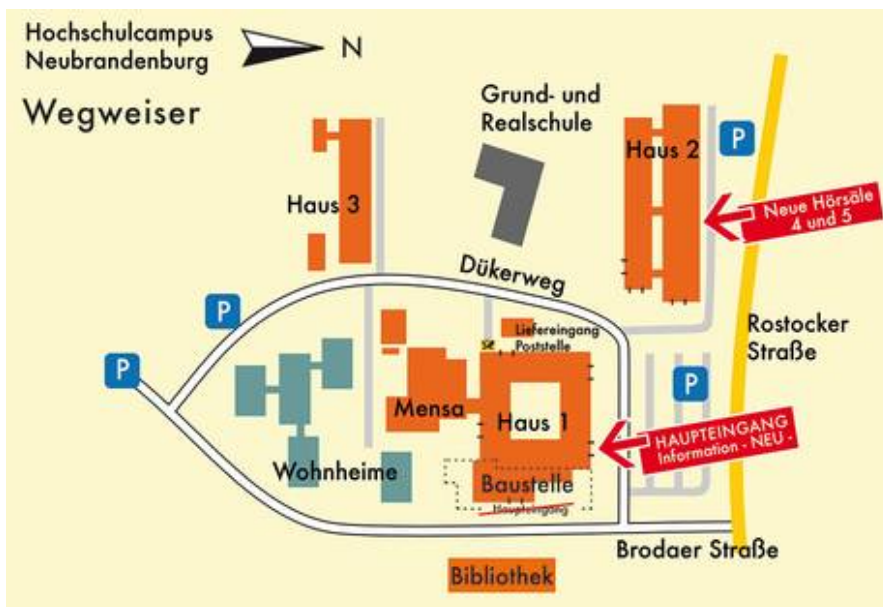 Hochschulcampus
Neubrandenburg
N
Wegweiser
Grund- und
Realschule
Haus 2
P
Neue Hörsäle
4 und 5
Haus 3
Dükerweg
P
Liefereingang
Poststelle
Rostocker
Straße
P
P
Mensa
Haus 1
HAUPTEINGANG
Information - NEU -
Wohnheime
Baustelle
Haupteingang
Brodaer Straße
Bibliothek